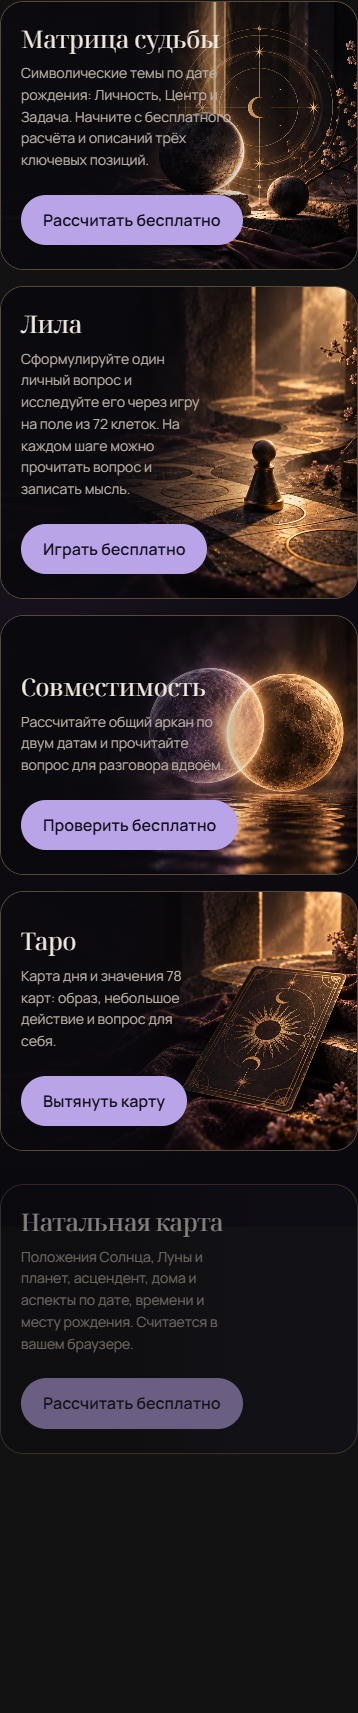 Матрица судьбы
Символические темы по дате
рождения: Личность, Центр и
Задача. Начните с бесплатного
расчёта и описаний трёх
ключевых позиций.
Рассчитать бесплатно
Лила
Сформулируйте один
личный вопрос и
исследуйте его через игру
на поле из 72 клеток. На
каждом шаге можно
прочитать вопрос и
записать мысль.
Играть бесплатно
Совместимость
Рассчитайте общий аркан по
двум датам и прочитайте
вопрос для разговора вдвоём.
Проверить бесплатно
Таро
Карта дня и значения 78
карт: образ, небольшое
действие и вопрос для
себя.
Вытянуть карту
Натальная карта
Положения Солнца, Луны и
планет, асцендент, дома и
аспекты по дате, времени и
месту рождения. Считается в
вашем браузере.
Рассчитать бесплатно